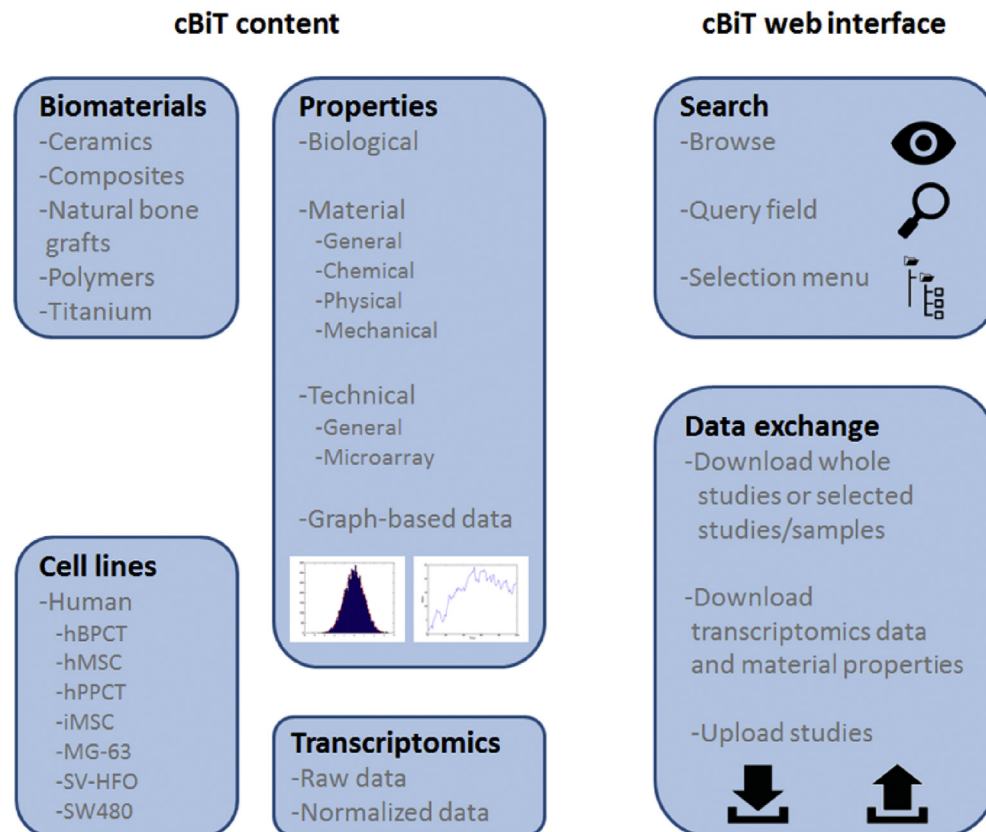 cBiT content
Biomaterials
-Ceramics
-Composites
-Natural bone
grafts
-Polymers
-Titanium
Cell lines
-Human
-hBPCT
-hMSC
-hPPCT
-iMSC
-MG-63
-SV-HFO
-SW480
Properties
-Biological
-Material
-General
-Chemical
-Physical
-Mechanical
-Technical
-General
-Microarray
-Graph-based data
Transcriptomics
-Raw data
-Normalized data
cBiT web interface
Search
-Browse
-Query field
-Selection menu
Data exchange
-Download whole
studies or selected
studies/samples
-Download
transcriptomics data
and material properties
-Upload studies